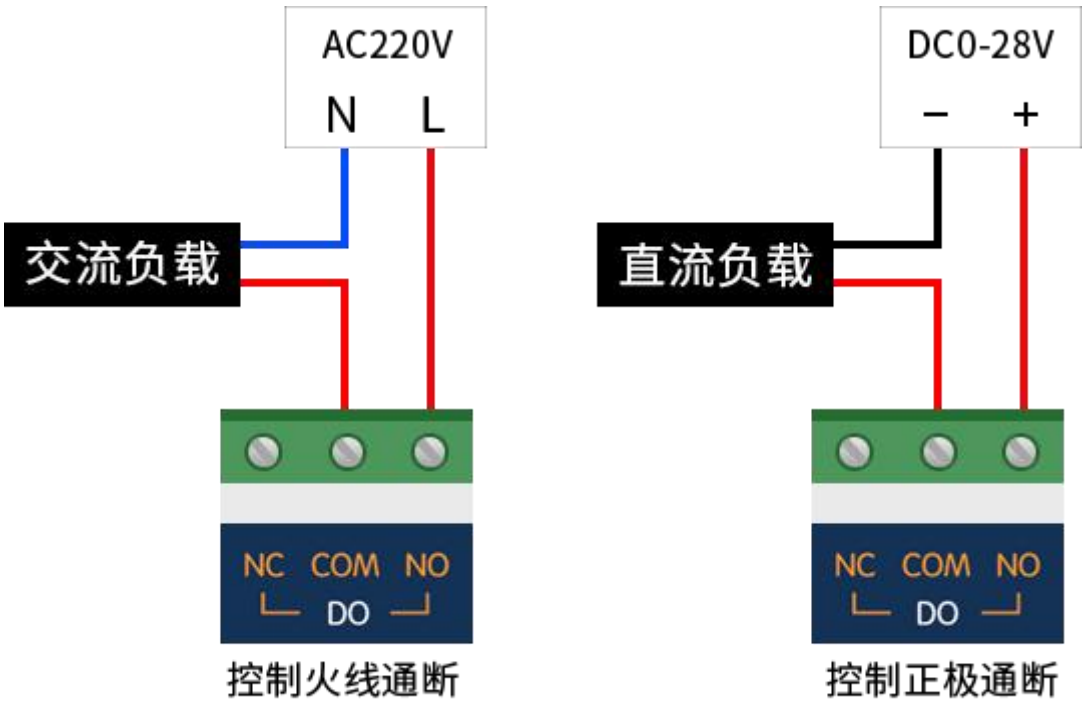 AC220V
N L
交流负载
NC COM NO
DO
控制火线通断
DC0-28V
− +
直流负载
NC COM NO
DO
控制正极通断